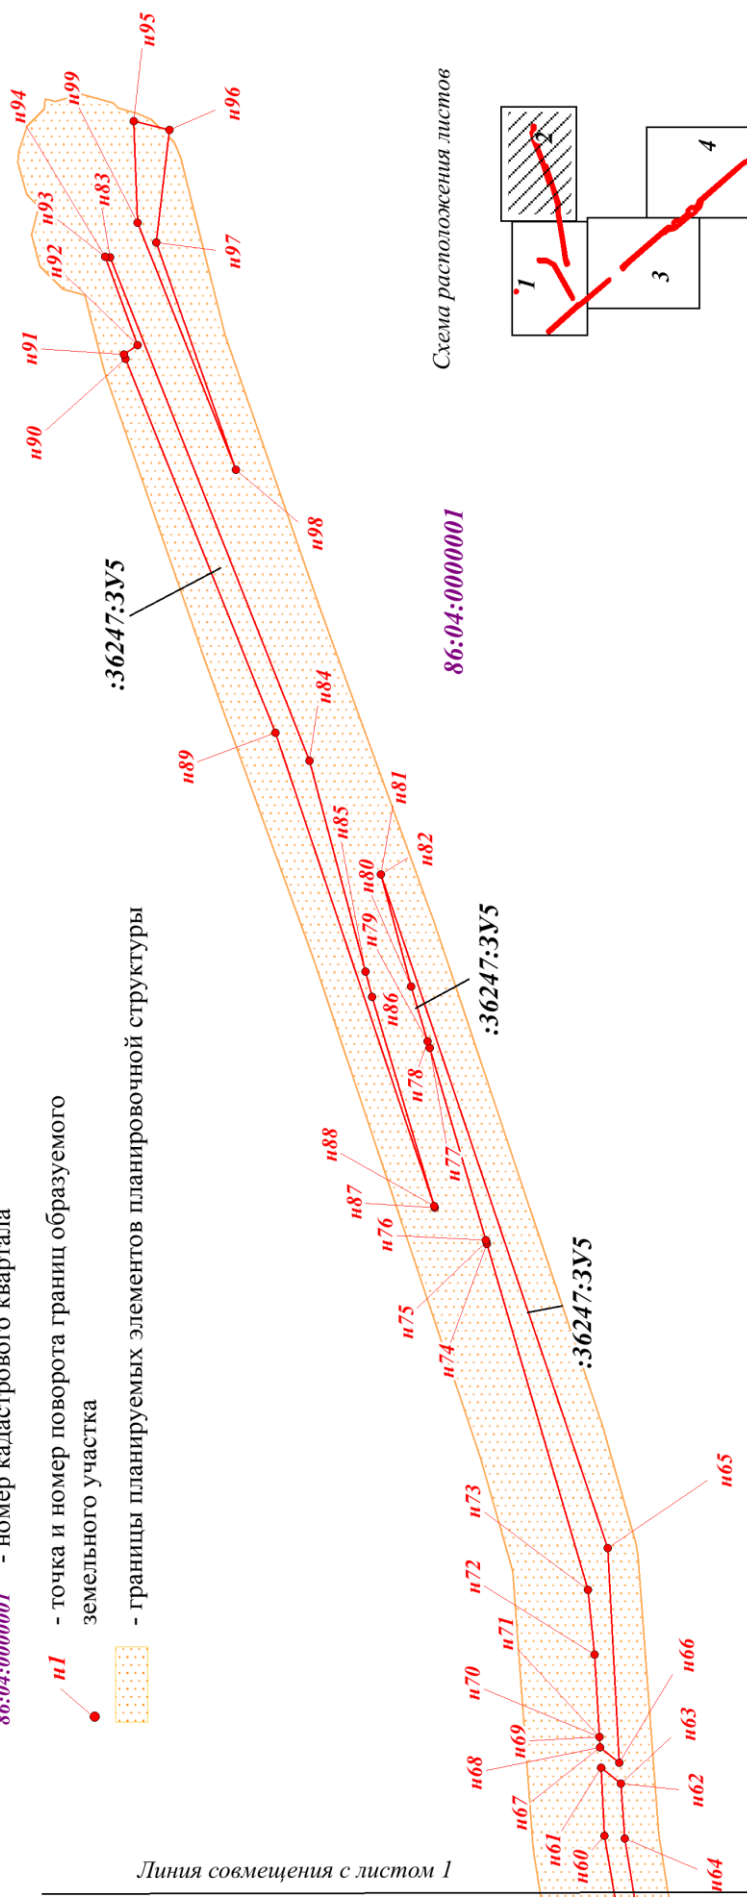 86:04:0000001 - номер кадастрового квартала
н1 - точка и номер поворота границ образуемого
земельного участка
- границы планируемых элементов планировочной структуры
Линия совмещения с листом 1
н60
н61
н67
н68
н69
н70
н71
н72
н73
н64
н62
н63
н66
н65
н74
н75
н76
н87
н88
н77
н78
н79
н80
н86
н85
н82
н81
н84
н89
:36247:ЗУ5
:36247:ЗУ5
:36247:ЗУ5
86:04:0000001
н90
н91
н92
н93
н94
н83
н99
н95
н96
н97
н98
Схема расположения листов
1
2
3
4